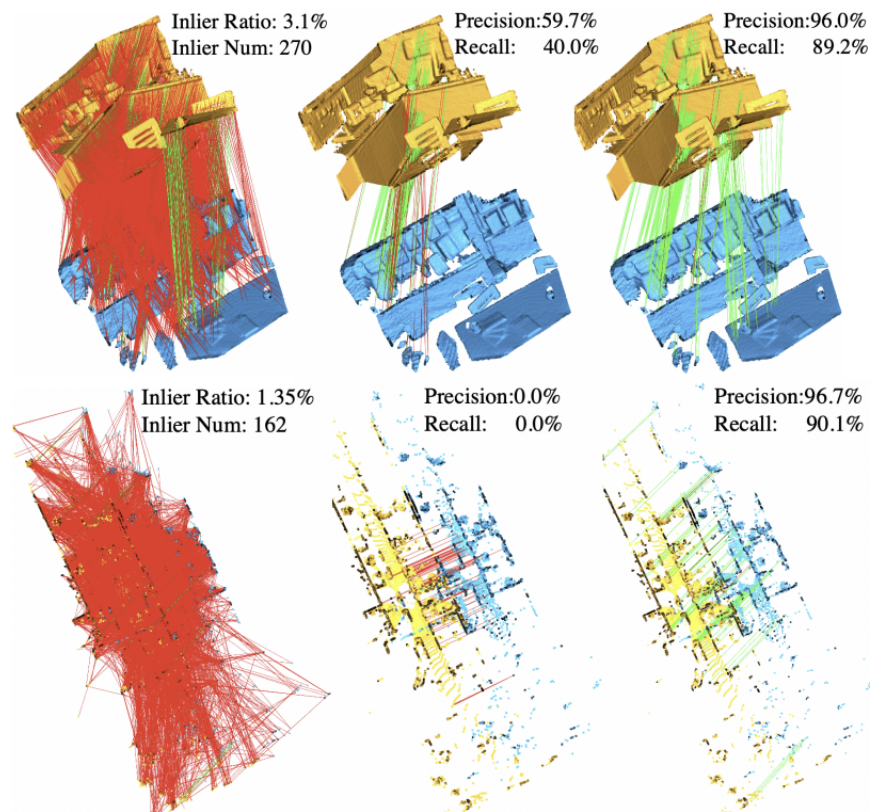 Inlier Ratio: 3.1%
Inlier Num: 270
Precision:59.7%
Recall: 40.0%
Precision:96.0%
Recall: 89.2%
Inlier Ratio: 1.35%
Inlier Num: 162
Precision:0.0%
Recall: 0.0%
Precision:96.7%
Recall: 90.1%